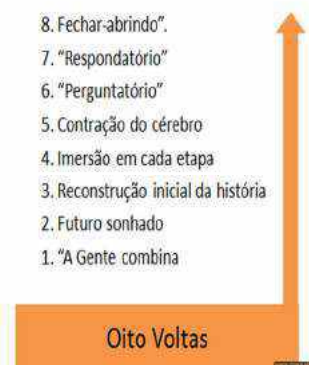 8. Fechar-abrindo”.
7. “Respondatório”
6. “Perguntatório”
5. Contração do cérebro
4. Imersão em cada etapa
3. Reconstrução inicial da história
2. Futuro sonhado
1. “A Gente combina
Oito Voltas